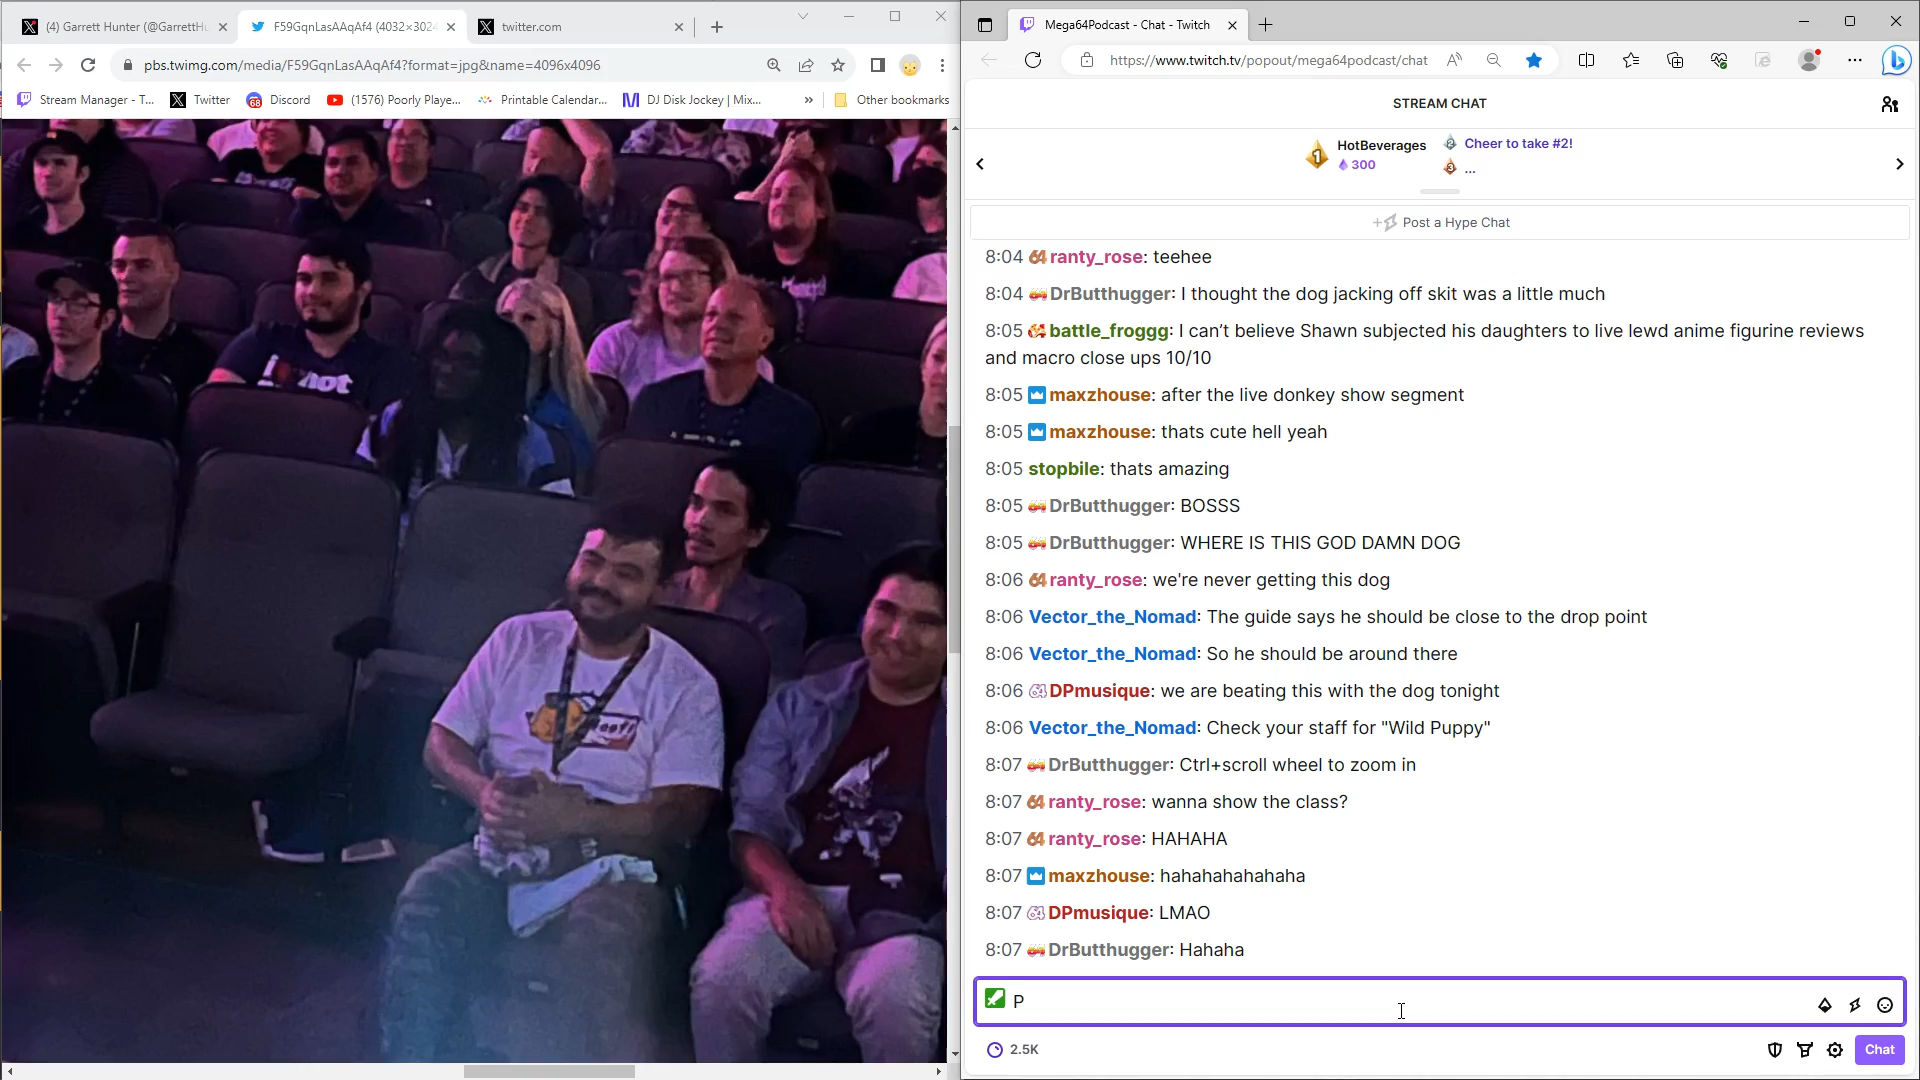 (4) Garrett Hunter (@GarrettHu
F59GqnLasAAqAf4 (4032×302
twitter.com
pbs.twimg.com/media/F59GqnLasAAqAf4?format=jpg&name=4096x4096
Stream Manager - T...
Twitter
Discord
(1576) Poorly Playe...
Printable Calendar...
DJ Disk Jockey | Mix...
»
Other bookmarks
i hot
Mega64Podcast - Chat - Twitch
https://www.twitch.tv/popout/mega64podcast/chat
STREAM CHAT
1 HotBeverages
300
2 Cheer to take #2!
3 ...
Post a Hype Chat
8:04 64 ranty_rose: teehee
8:04 DrButthugger: I thought the dog jacking off skit was a little much
8:05 battle_froggg: I can’t believe Shawn subjected his daughters to live lewd anime figurine reviews
and macro close ups 10/10
8:05 maxzhouse: after the live donkey show segment
8:05 maxzhouse: thats cute hell yeah
8:05 stopbile: thats amazing
8:05 DrButthugger: BOSSS
8:05 DrButthugger: WHERE IS THIS GOD DAMN DOG
8:06 64 ranty_rose: we're never getting this dog
8:06 Vector_the_Nomad: The guide says he should be close to the drop point
8:06 Vector_the_Nomad: So he should be around there
8:06 DPmusique: we are beating this with the dog tonight
8:06 Vector_the_Nomad: Check your staff for "Wild Puppy"
8:07 DrButthugger: Ctrl+scroll wheel to zoom in
8:07 64 ranty_rose: wanna show the class?
8:07 64 ranty_rose: HAHAHA
8:07 maxzhouse: hahahahahahaha
8:07 DPmusique: LMAO
8:07 DrButthugger: Hahaha
P
2.5K
Chat